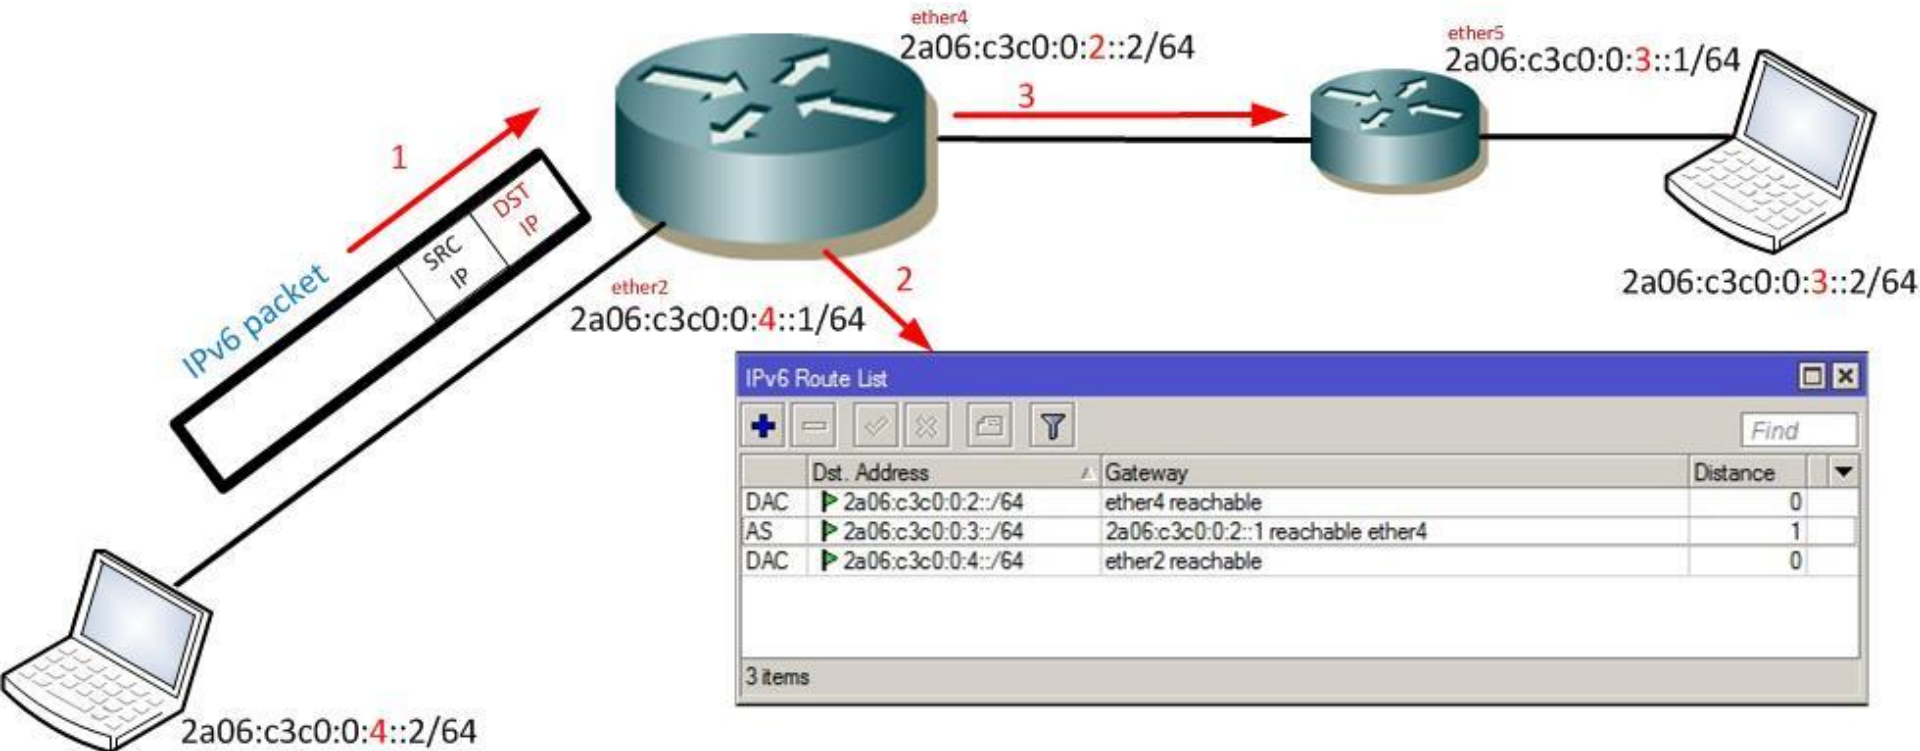 ether4
2a06:c3c0:0:2::2/64
ether5
2a06:c3c0:0:3::1/64
3
1
DST
IP
SRC
IP
IPv6 packet
2
ether2
2a06:c3c0:0:4::1/64
2a06:c3c0:0:3::2/64
IPv6 Route List
Find
Dst. Address Gateway Distance
DAC 2a06:c3c0:0:2::/64 ether4 reachable 0
AS 2a06:c3c0:0:3::/64 2a06:c3c0:0:2::1 reachable ether4 1
DAC 2a06:c3c0:0:4::/64 ether2 reachable 0
3 items
2a06:c3c0:0:4::2/64